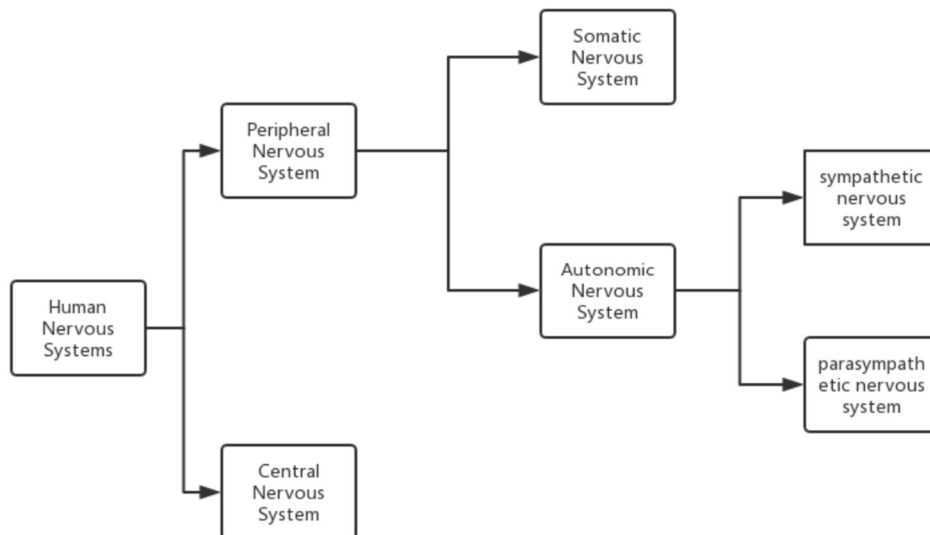 Somatic
Nervous
System
Peripheral
Nervous
System
sympathetic
nervous
system
Autonomic
Nervous
System
Human
Nervous
Systems
parasympath
etic nervous
system
Central
Nervous
System